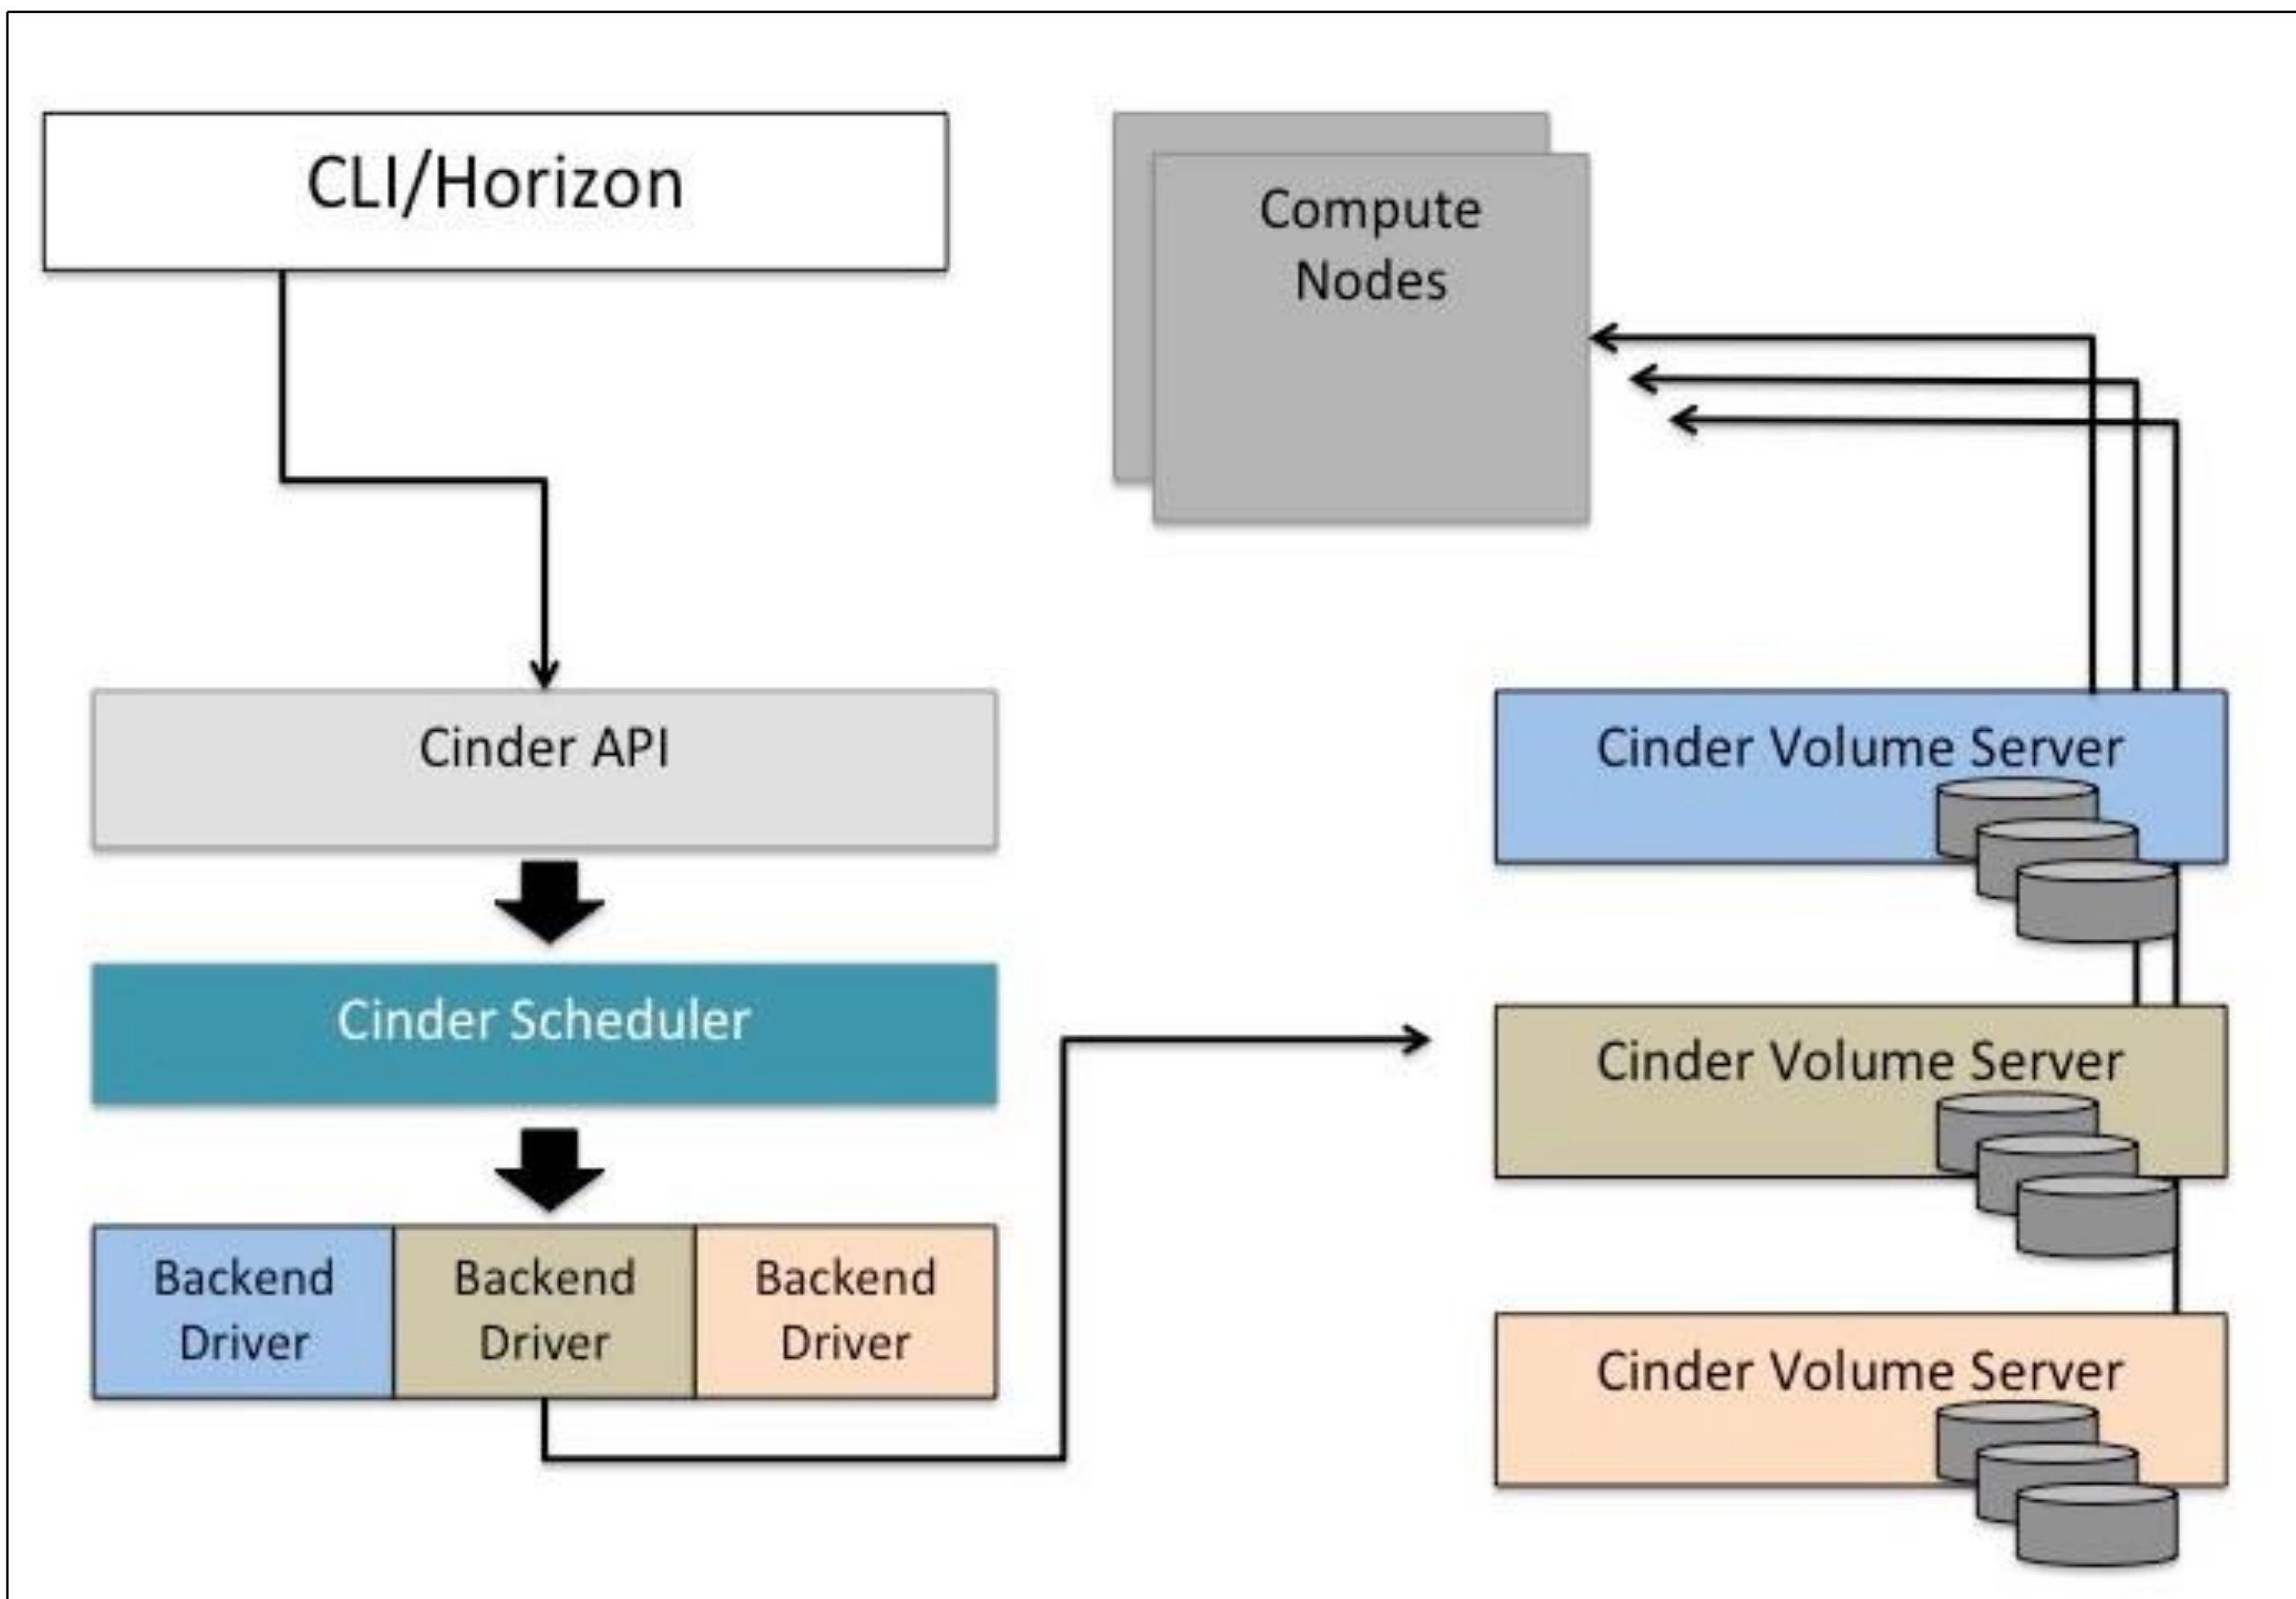 CLI/Horizon
Compute
Nodes
Cinder API
Cinder Volume Server
Cinder Scheduler
Cinder Volume Server
Backend
Driver
Backend
Driver
Backend
Driver
Cinder Volume Server